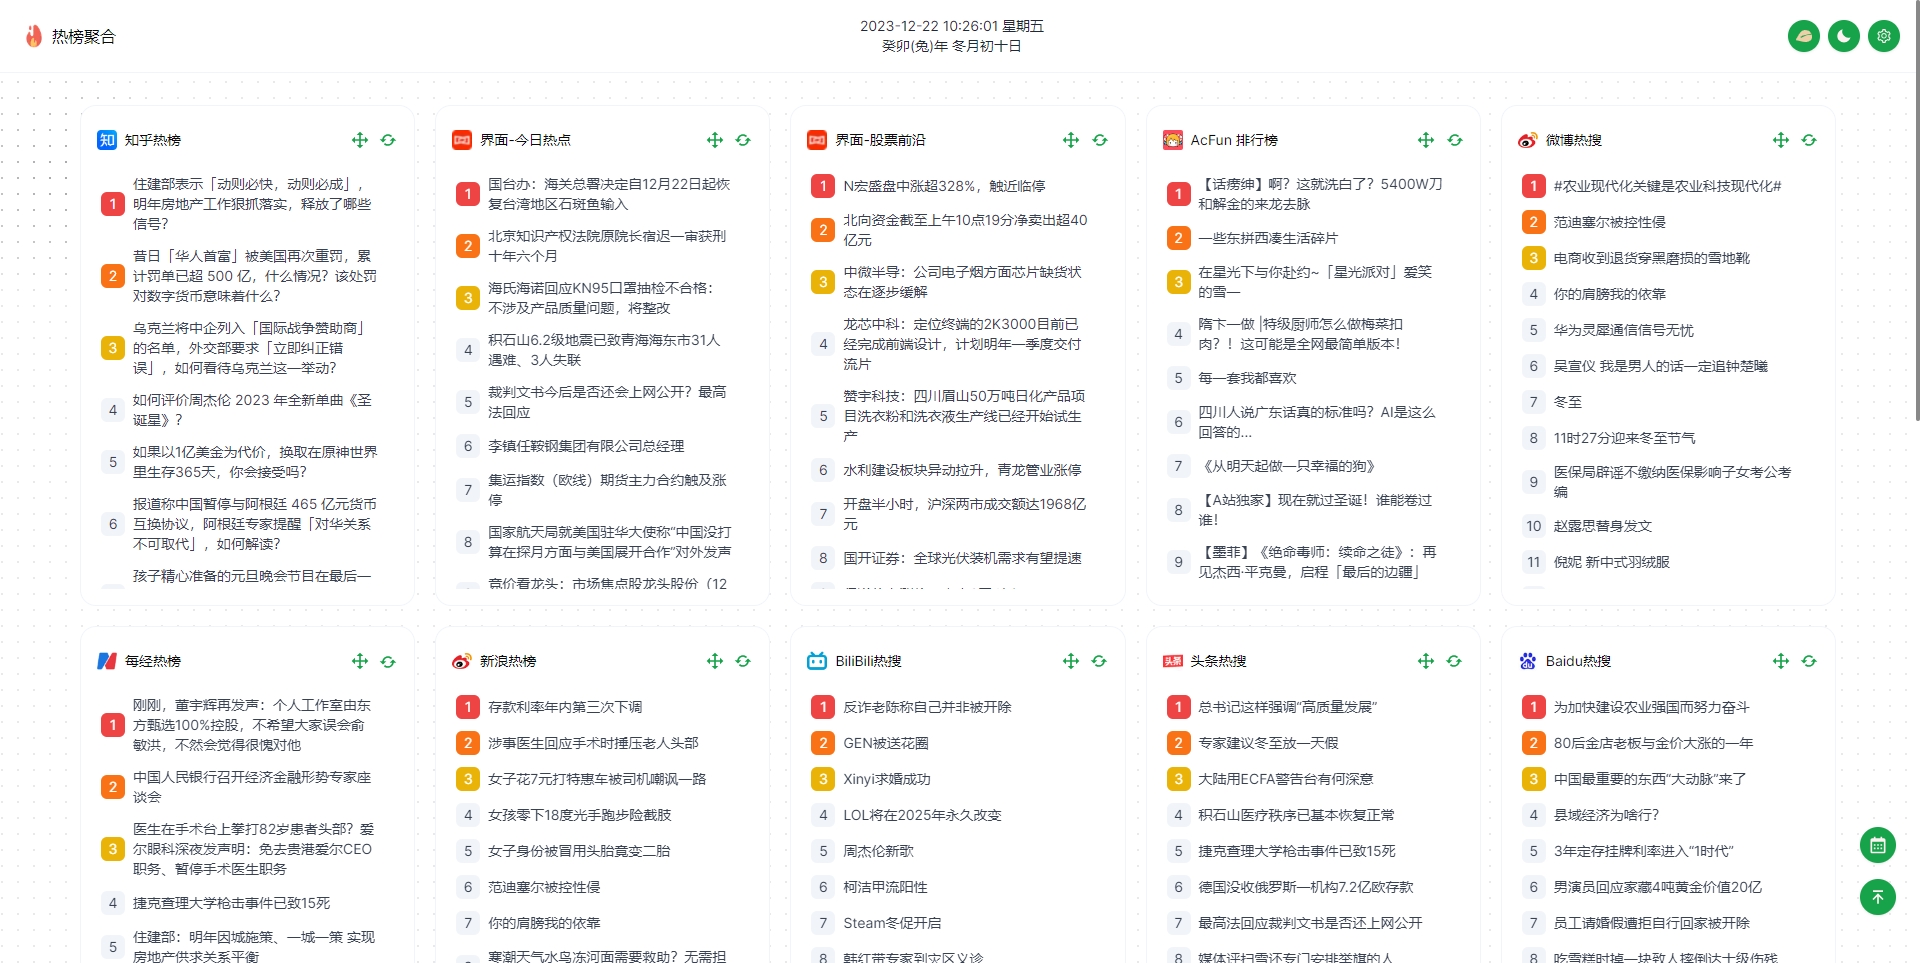 热榜聚合
2023-12-22 10:26:01 星期五
癸卯(兔)年 冬月初十日
知乎热榜
1
住建部表示「动则必快，动则必成」，
明年房地产工作狠抓落实，释放了哪些
信号？
2
昔日「华人首富」被美国再次重罚，累
计罚单已超 500 亿，什么情况？该处罚
对数字货币意味着什么？
3
乌克兰将中企列入「国际战争赞助商」
的名单，外交部要求「立即纠正错
误」，如何看待乌克兰这一举动？
4
如何评价周杰伦 2023 年全新单曲《圣
诞星》？
5
如果以1亿美金为代价，换取在原神世界
里生存365天，你会接受吗？
6
报道称中国暂停与阿根廷 465 亿元货币
互换协议，阿根廷专家提醒「对华关系
不可取代」，如何解读？
孩子精心准备的元旦晚会节目在最后一
界面-今日热点
1
国台办：海关总署决定自12月22日起恢
复台湾地区石斑鱼输入
2
北京知识产权法院原院长宿迟一审获刑
十年六个月
3
海氏海诺回应KN95口罩抽检不合格：
不涉及产品质量问题，将整改
4
积石山6.2级地震已致青海海东市31人
遇难、3人失联
5
裁判文书今后是否还会上网公开？最高
法回应
6
李镇任鞍钢集团有限公司总经理
7
集运指数（欧线）期货主力合约触及涨
停
8
国家航天局就美国驻华大使称“中国没打
算在探月方面与美国展开合作”对外发声
竞价看龙头：市场焦点股龙头股份（12
界面-股票前沿
1
N宏盛盘中涨超328%，触近临停
2
北向资金截至上午10点19分净卖出超40
亿元
3
中微半导：公司电子烟方面芯片缺货状
态在逐步缓解
4
龙芯中科：定位终端的2K3000目前已
经完成前端设计，计划明年一季度交付
流片
5
赞宇科技：四川眉山50万吨日化产品项
目洗衣粉和洗衣液生产线已经开始试生
产
6
水利建设板块异动拉升，青龙管业涨停
7
开盘半小时，沪深两市成交额达1968亿
元
8
国开证券：全球光伏装机需求有望提速
AcFun 排行榜
1
【话痨绅】啊？这就洗白了？5400W刀
和解金的来龙去脉
2
一些东拼西凑生活碎片
3
在星光下与你赴约~「星光派对」爱笑
的雪一
4
隋卞一做 |特级厨师怎么做梅菜扣
肉？！这可能是全网最简单版本！
5
每一套我都喜欢
6
四川人说广东话真的标准吗？AI是这么
回答的...
7
《从明天起做一只幸福的狗》
8
【A站独家】现在就过圣诞！谁能卷过
谁！
9
【墨菲】《绝命毒师：续命之徒》：再
见杰西·平克曼，启程「最后的边疆」
微博热搜
1
#农业现代化关键是农业科技现代化#
2
范迪塞尔被控性侵
3
电商收到退货穿黑磨损的雪地靴
4
你的肩膀我的依靠
5
华为灵犀通信信号无忧
6
吴宣仪 我是男人的话一定追钟楚曦
7
冬至
8
11时27分迎来冬至节气
9
医保局辟谣不缴纳医保影响子女考公考
编
10
赵露思替身发文
11
倪妮 新中式羽绒服
每经热榜
1
刚刚，董宇辉再发声：个人工作室由东
方甄选100%控股，不希望大家误会俞
敏洪，不然会觉得很愧对他
2
中国人民银行召开经济金融形势专家座
谈会
3
医生在手术台上拳打82岁患者头部？爱
尔眼科深夜发声明：免去贵港爱尔CEO
职务、暂停手术医生职务
4
捷克查理大学枪击事件已致15死
5
住建部：明年因城施策、一城一策 实现
房地产供求关系平衡
新浪热榜
1
存款利率年内第三次下调
2
涉事医生回应手术时捶压老人头部
3
女子花7元打特惠车被司机嘲讽一路
4
女孩零下18度光手跑步险截肢
5
女子身份被冒用头胎竟变二胎
6
范迪塞尔被控性侵
7
你的肩膀我的依靠
寒潮天气水鸟冻河面需要救助？无需担
BiliBili热搜
1
反诈老陈称自己并非被开除
2
GEN被送花圈
3
Xinyi求婚成功
4
LOL将在2025年永久改变
5
周杰伦新歌
6
柯洁甲流阳性
7
Steam冬促开启
8
韩红带专家到灾区义诊
头条热搜
1
总书记这样强调“高质量发展”
2
专家建议冬至放一天假
3
大陆用ECFA警告台有何深意
4
积石山医疗秩序已基本恢复正常
5
捷克查理大学枪击事件已致15死
6
德国没收俄罗斯一机构7.2亿欧存款
7
最高法回应裁判文书是否还上网公开
8
媒体评扫雪还专门安排举旗的人
Baidu热搜
1
为加快建设农业强国而努力奋斗
2
80后金店老板与金价大涨的一年
3
中国最重要的东西“大动脉”来了
4
县域经济为啥行？
5
3年定存挂牌利率进入“1时代”
6
男演员回应家藏4吨黄金价值20亿
7
员工请婚假遭拒自行回家被开除
8
吃雪糕时掉一块致人摔倒达十级伤残